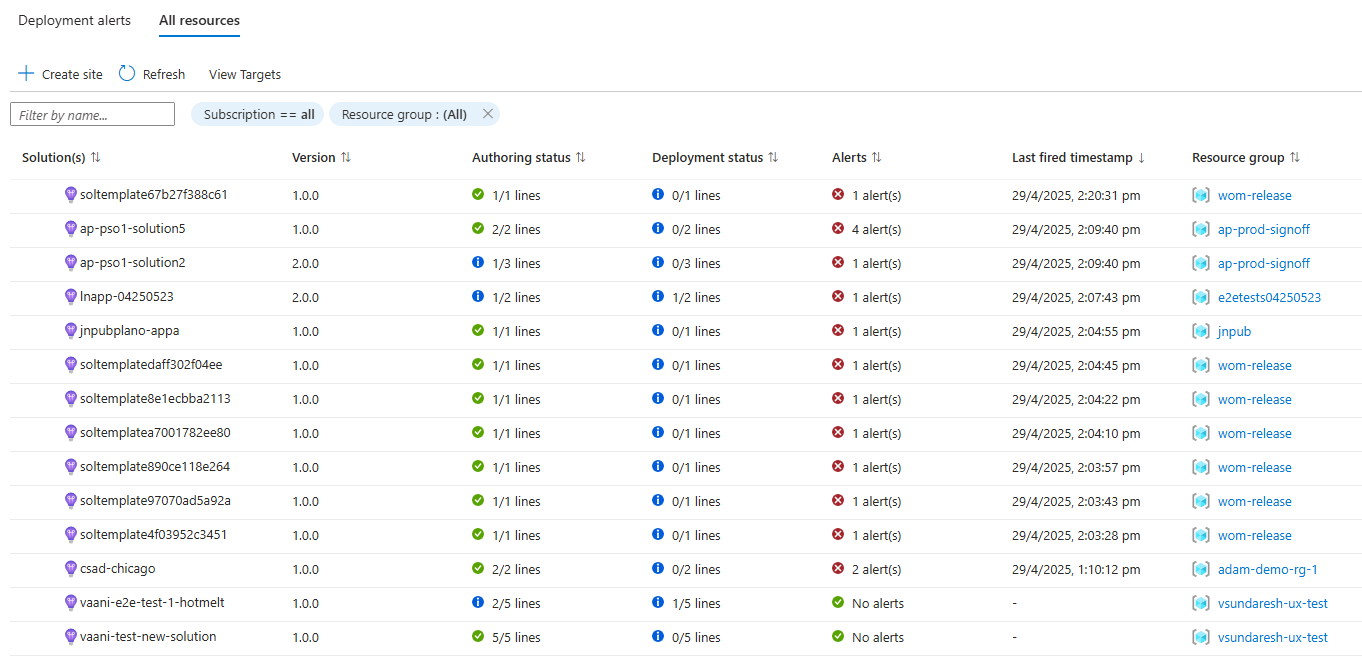 Deployment alerts All resources
Create site Refresh View Targets
Filter by name... Subscription == all Resource group : (All)
Solution(s) Version Authoring status Deployment status Alerts Last fired timestamp Resource group
soltemplate67b27f388c61 1.0.0 1/1 lines 0/1 lines 1 alert(s) 29/4/2025, 2:20:31 pm wom-release
ap-pso1-solution5 1.0.0 2/2 lines 0/2 lines 4 alert(s) 29/4/2025, 2:09:40 pm ap-prod-signoff
ap-pso1-solution2 2.0.0 1/3 lines 0/3 lines 1 alert(s) 29/4/2025, 2:09:40 pm ap-prod-signoff
lnapp-04250523 2.0.0 1/2 lines 1/2 lines 1 alert(s) 29/4/2025, 2:07:43 pm e2etests04250523
jnpubplano-appa 1.0.0 1/1 lines 0/1 lines 1 alert(s) 29/4/2025, 2:04:55 pm jnpub
soltemplatedaff302f04ee 1.0.0 1/1 lines 0/1 lines 1 alert(s) 29/4/2025, 2:04:45 pm wom-release
soltemplate8e1ecbba2113 1.0.0 1/1 lines 0/1 lines 1 alert(s) 29/4/2025, 2:04:22 pm wom-release
soltemplatea7001782ee80 1.0.0 1/1 lines 0/1 lines 1 alert(s) 29/4/2025, 2:04:10 pm wom-release
soltemplate890ce118e264 1.0.0 1/1 lines 0/1 lines 1 alert(s) 29/4/2025, 2:03:57 pm wom-release
soltemplate97070ad5a92a 1.0.0 1/1 lines 0/1 lines 1 alert(s) 29/4/2025, 2:03:43 pm wom-release
soltemplate4f03952c3451 1.0.0 1/1 lines 0/1 lines 1 alert(s) 29/4/2025, 2:03:28 pm wom-release
csad-chicago 1.0.0 2/2 lines 0/2 lines 2 alert(s) 29/4/2025, 1:10:12 pm adam-demo-rg-1
vaani-e2e-test-1-hotmelt 1.0.0 2/5 lines 1/5 lines No alerts - vsundaresh-ux-test
vaani-test-new-solution 1.0.0 5/5 lines 0/5 lines No alerts - vsundaresh-ux-test